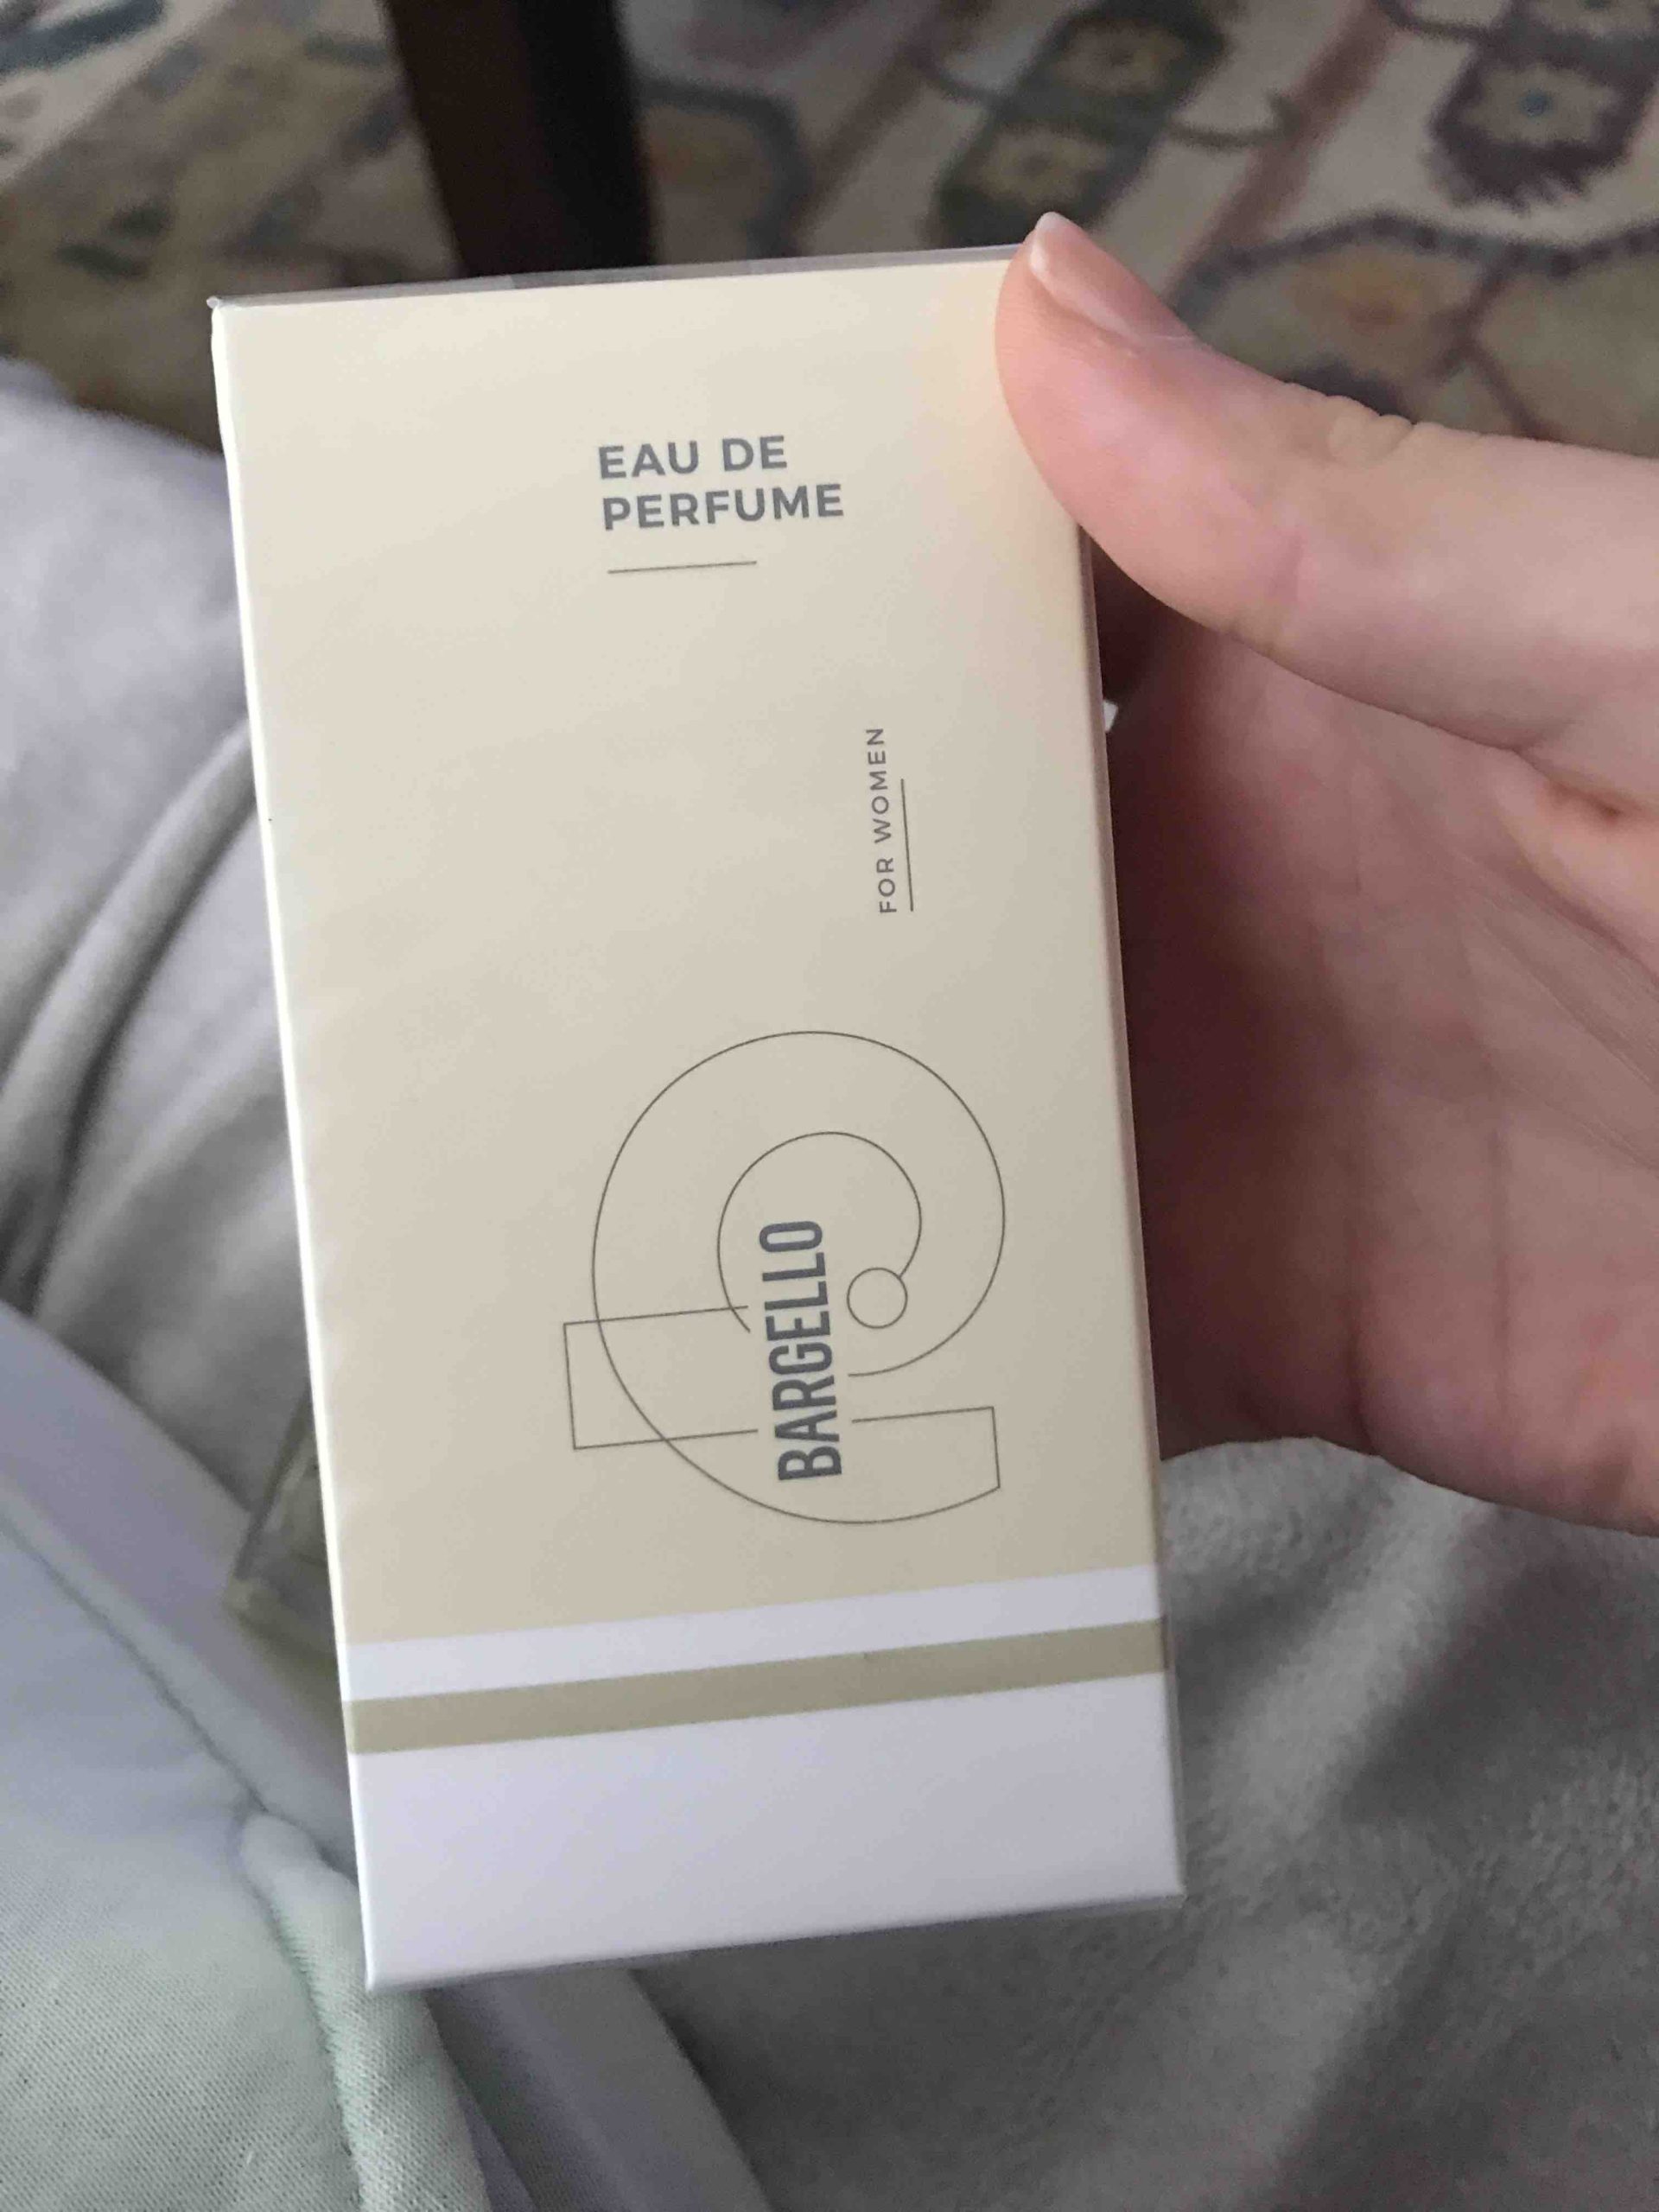 EAU DE
PERFUME
FOR WOMEN
BARGELLO